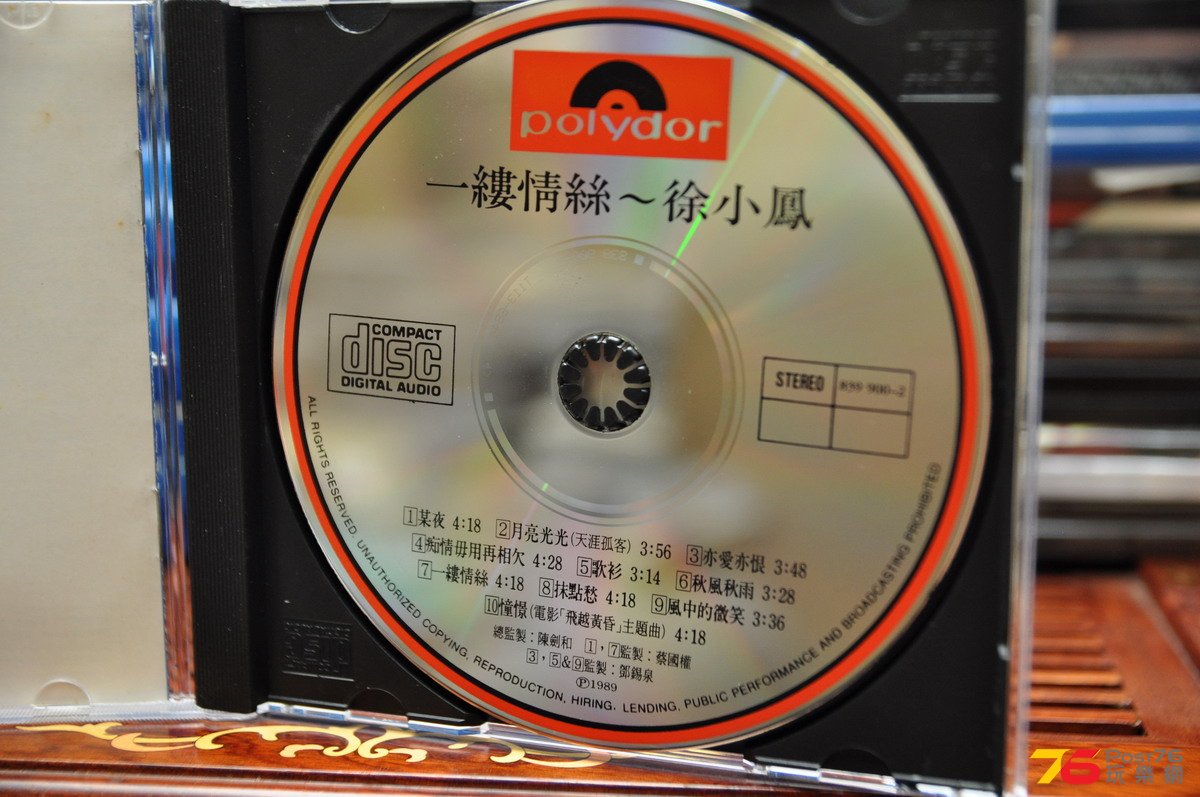 polydor
一縷情絲～徐小鳳
COMPACT
disc
DIGITAL AUDIO
STEREO 839 900-2
1 某夜 4:18 2 月亮光光(天涯孤客) 3:56 3 亦愛亦恨 3:48
4 痴情毋用再相欠 4:28 5 歌衫 3:14 6 秋風秋雨 3:28
7 一縷情絲 4:18 8 抹點愁 4:18 9 風中的微笑 3:36
10 憧憬(電影「飛越黃昏」主題曲) 4:18
總監製：陳劍和 1，7監製：蔡國權
3，5&9監製：鄧錫泉
℗1989
ALL RIGHTS RESERVED. UNAUTHORIZED COPYING, REPRODUCTION, HIRING, LENDING, PUBLIC PERFORMANCE AND BROADCASTING PROHIBITED
76 Post76
玩樂網